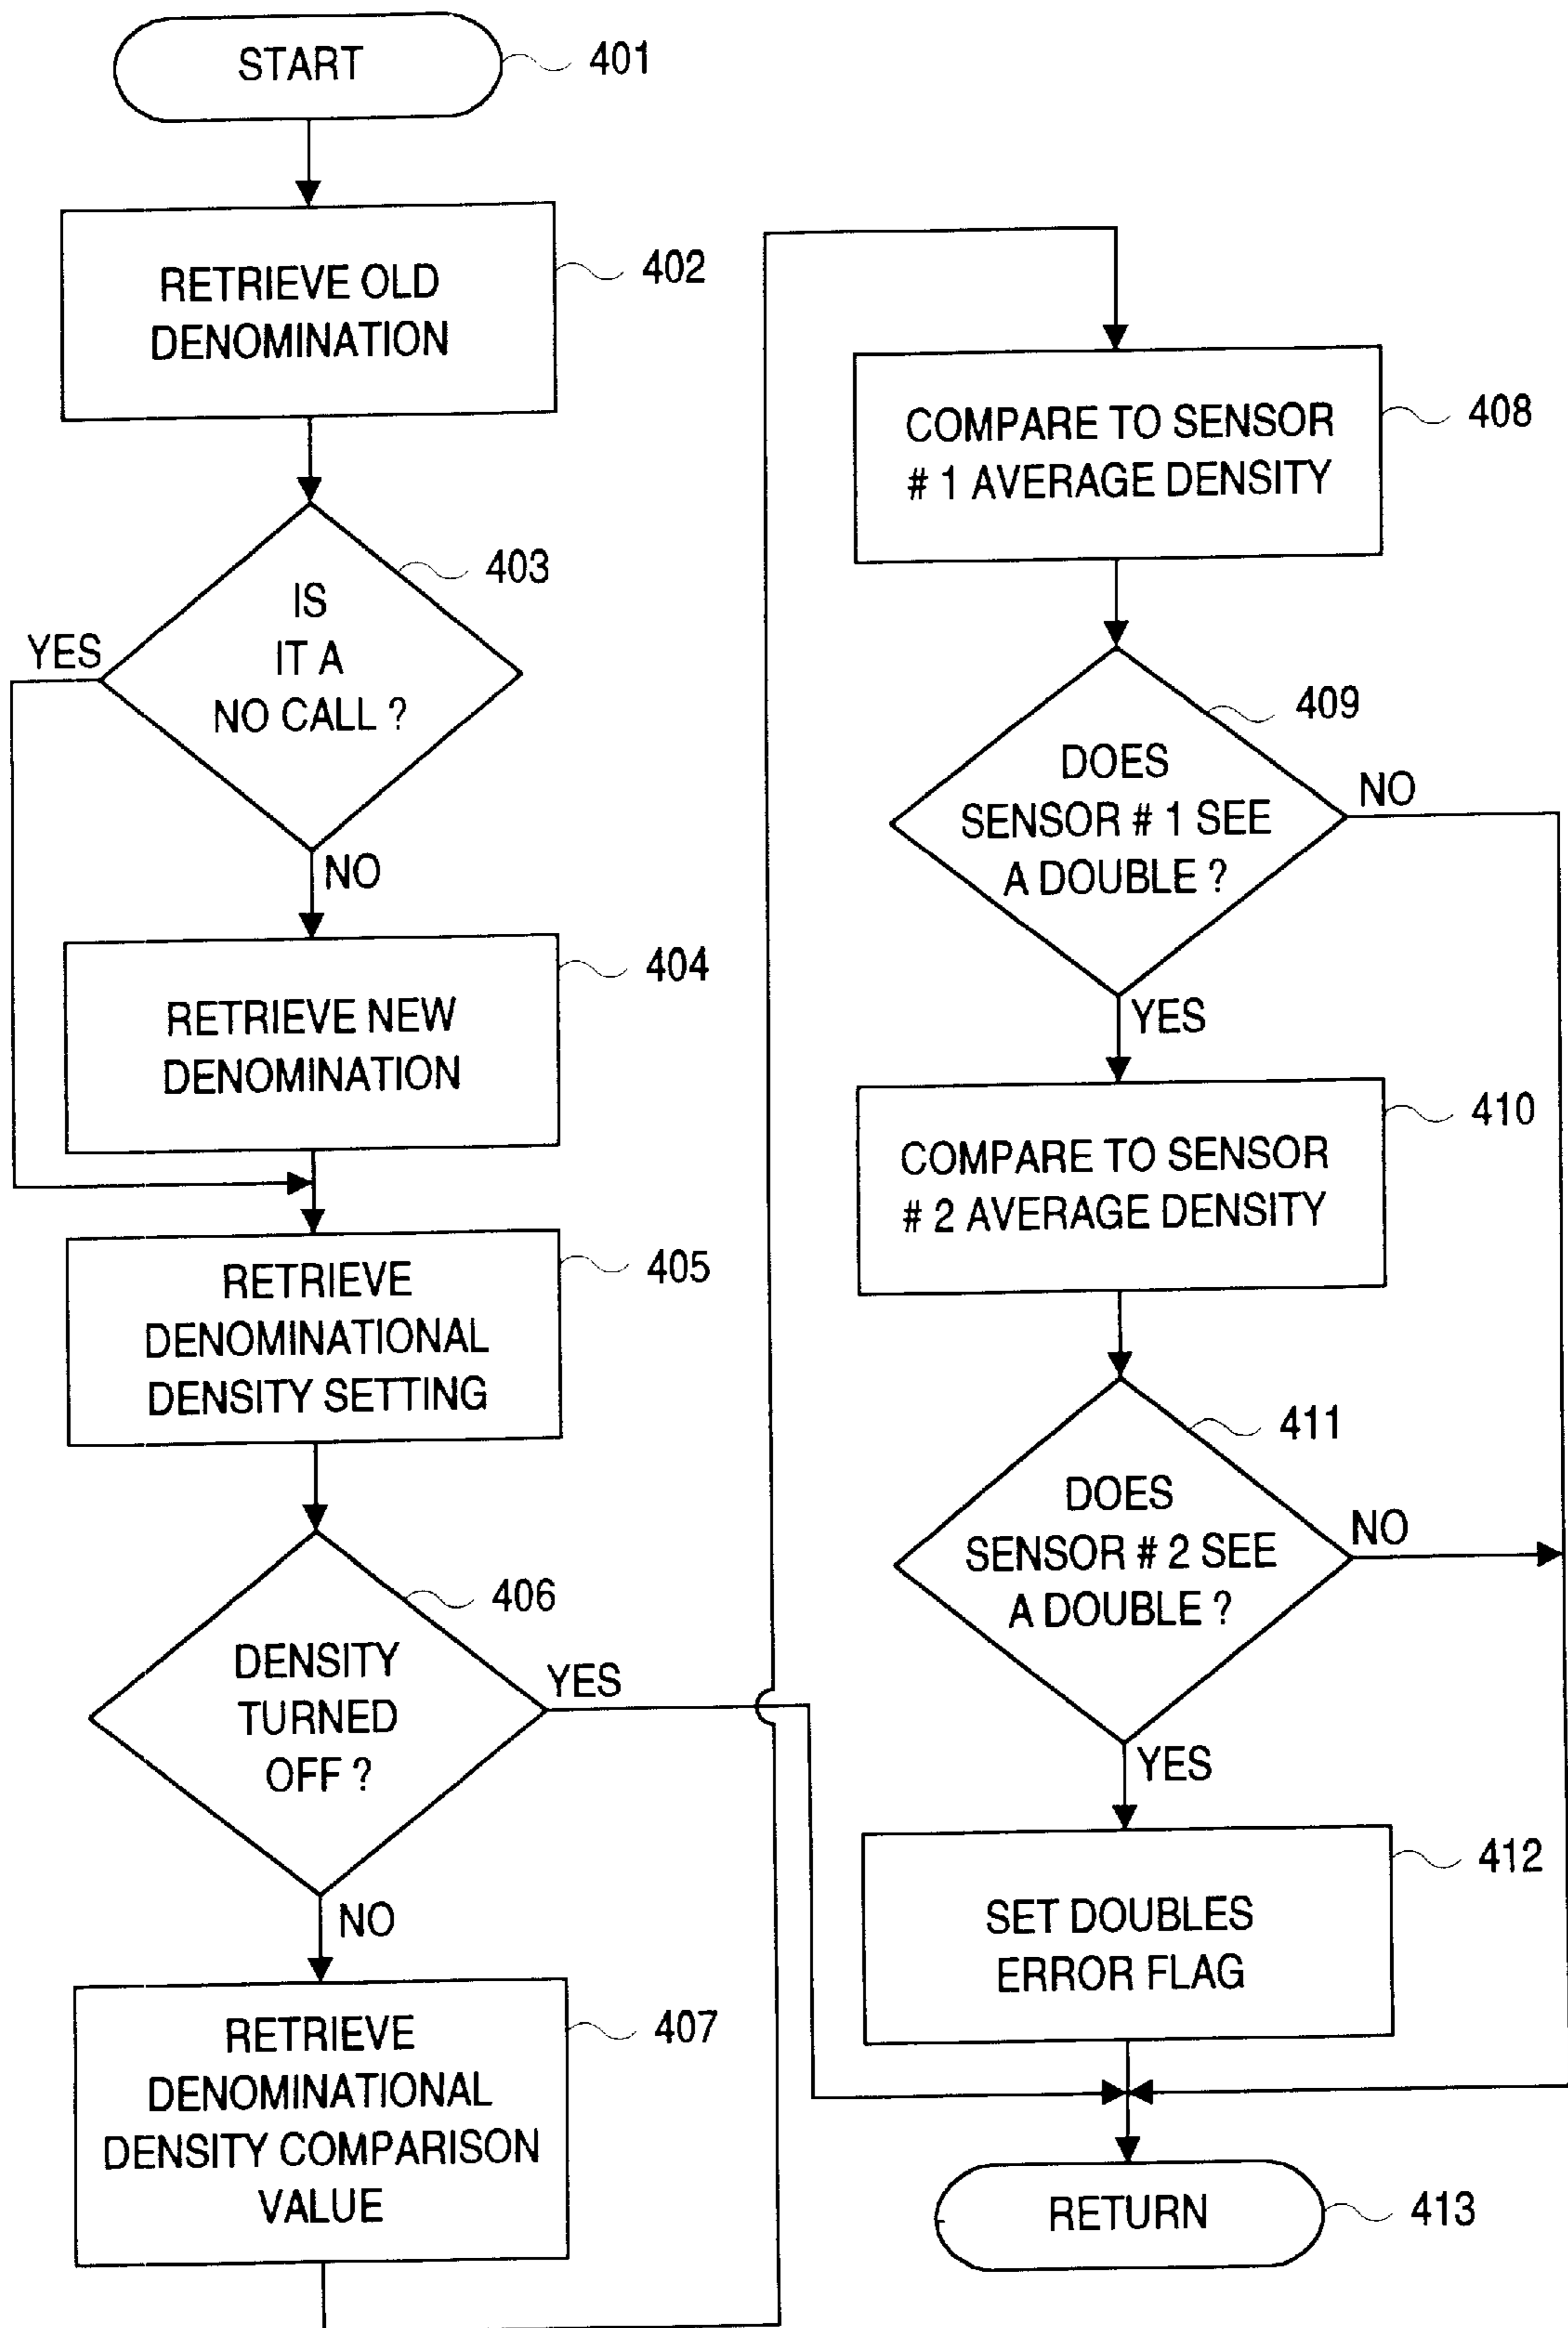 START
401
RETRIEVE OLD
DENOMINATION
402
IS
IT A
NO CALL ?
403
YES
NO
RETRIEVE NEW
DENOMINATION
404
RETRIEVE
DENOMINATIONAL
DENSITY SETTING
405
DENSITY
TURNED
OFF ?
406
YES
NO
RETRIEVE
DENOMINATIONAL
DENSITY COMPARISON
VALUE
407
COMPARE TO SENSOR
# 1 AVERAGE DENSITY
408
DOES
SENSOR # 1 SEE
A DOUBLE ?
409
NO
YES
COMPARE TO SENSOR
# 2 AVERAGE DENSITY
410
DOES
SENSOR # 2 SEE
A DOUBLE ?
411
NO
YES
SET DOUBLES
ERROR FLAG
412
RETURN
413